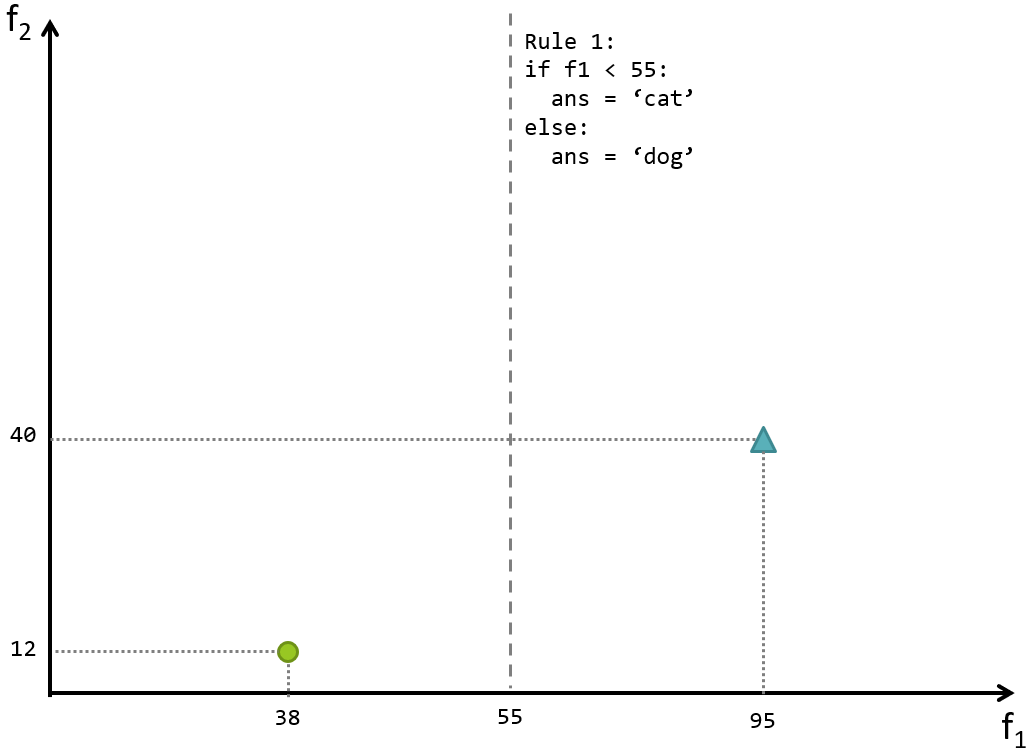 f2
Rule 1:
if f1 < 55:
  ans = ‘cat’
else:
  ans = ‘dog’
40
12
38
55
95
f1